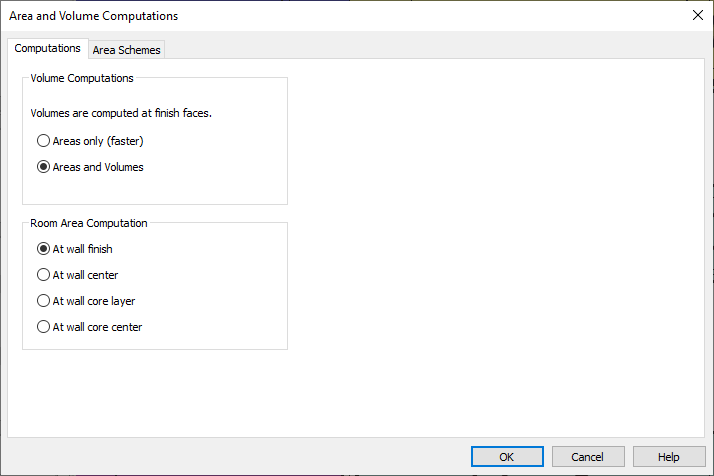 Area and Volume Computations
Computations
Area Schemes
Volume Computations
Volumes are computed at finish faces.
Areas only (faster)
Areas and Volumes
Room Area Computation
At wall finish
At wall center
At wall core layer
At wall core center
OK
Cancel
Help